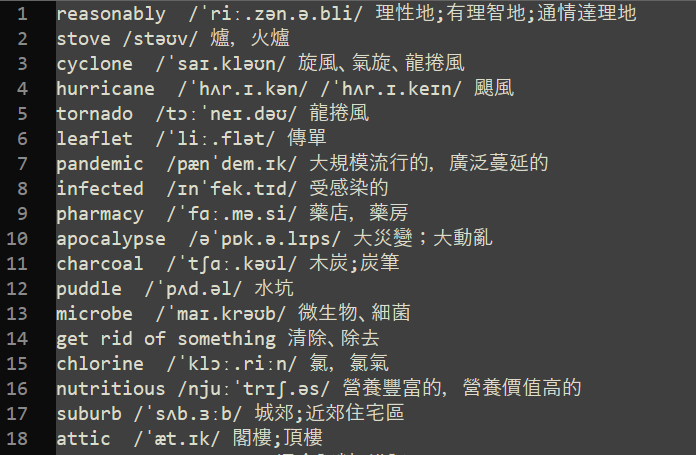 1 reasonably /ˈriː.zən.ə.bli/ 理性地;有理智地;通情達理地
2 stove /stəʊv/ 爐, 火爐
3 cyclone /ˈsaɪ.kləʊn/ 旋風、氣旋、龍捲風
4 hurricane /ˈhʌr.ɪ.kən/ /ˈhʌr.ɪ.keɪn/ 颶風
5 tornado /tɔːˈneɪ.dəʊ/ 龍捲風
6 leaflet /ˈliː.flət/ 傳單
7 pandemic /pænˈdem.ɪk/ 大規模流行的, 廣泛蔓延的
8 infected /ɪnˈfek.tɪd/ 受感染的
9 pharmacy /ˈfɑː.mə.si/ 藥店, 藥房
10 apocalypse /əˈpɒk.ə.lɪps/ 大災變；大動亂
11 charcoal /ˈtʃɑː.kəʊl/ 木炭;炭筆
12 puddle /ˈpʌd.əl/ 水坑
13 microbe /ˈmaɪ.krəʊb/ 微生物、細菌
14 get rid of something 清除、除去
15 chlorine /ˈklɔː.riːn/ 氯, 氯氣
16 nutritious /njuːˈtrɪʃ.əs/ 營養豐富的, 營養價值高的
17 suburb /ˈsʌb.ɜːb/ 城郊;近郊住宅區
18 attic /ˈæt.ɪk/ 閣樓;頂樓